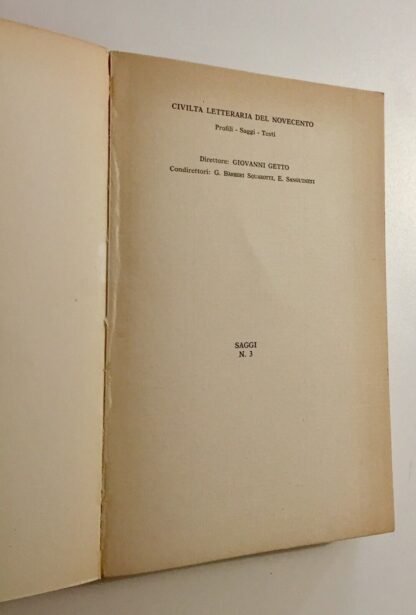 CIVILTÀ LETTERARIA DEL NOVECENTO
Profili - Saggi - Testi
Direttore: GIOVANNI GETTO
Condirettori: G. Bàrberi Squarotti, E. Sanguineti
SAGGI
N. 3